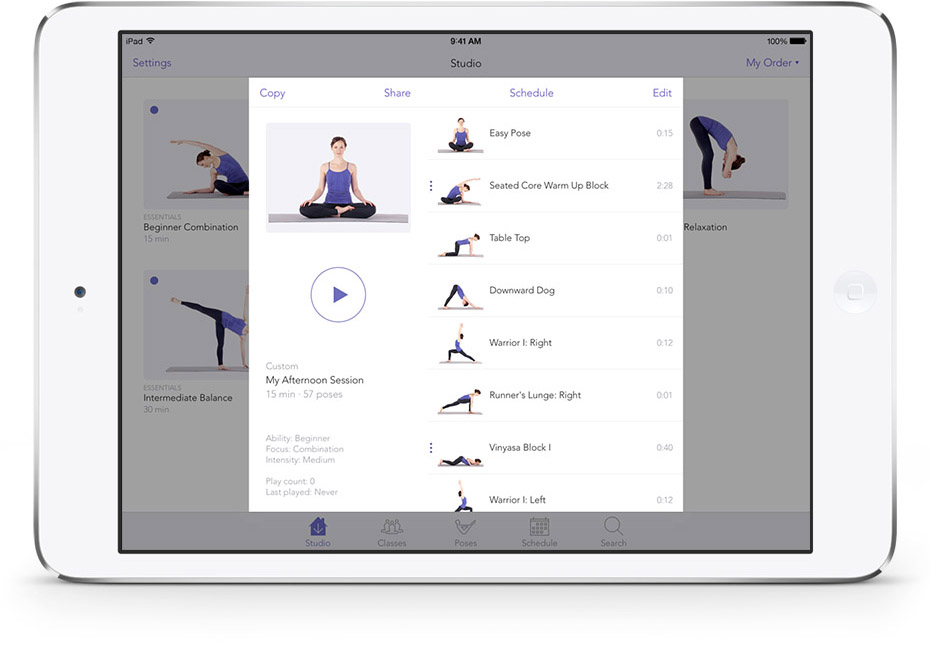 iPad
9:41 AM
100%
Settings
Studio
My Order
Copy
Share
Schedule
Edit
Easy Pose 0:15
Seated Core Warm Up Block 2:28
Table Top 0:01
Downward Dog 0:10
Warrior I: Right 0:12
Runner's Lunge: Right 0:01
Vinyasa Block I 0:40
Warrior I: Left 0:12
Custom
My Afternoon Session
15 min · 57 poses
Ability: Beginner
Focus: Combination
Intensity: Medium
Play count: 0
Last played: Never
ESSENTIALS
Beginner Combination
15 min
Relaxation
ESSENTIALS
Intermediate Balance
30 min
Studio
Classes
Poses
Schedule
Search